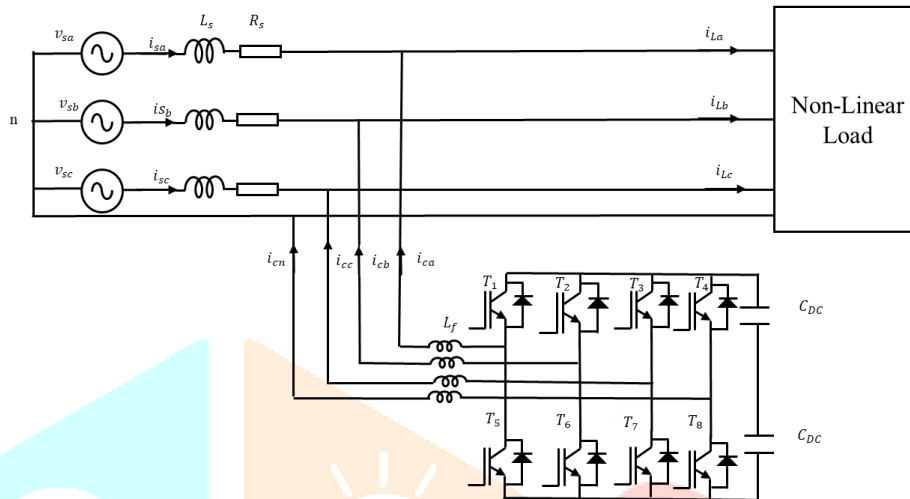 v_sa
i_sa
L_s
R_s
i_La
n
v_sb
is_b
i_Lb
Non-Linear
Load
v_sc
i_sc
i_Lc
i_cn
i_cc
i_cb
i_ca
T_1
T_2
T_3
T_4
C_DC
L_f
T_5
T_6
T_7
T_8
C_DC